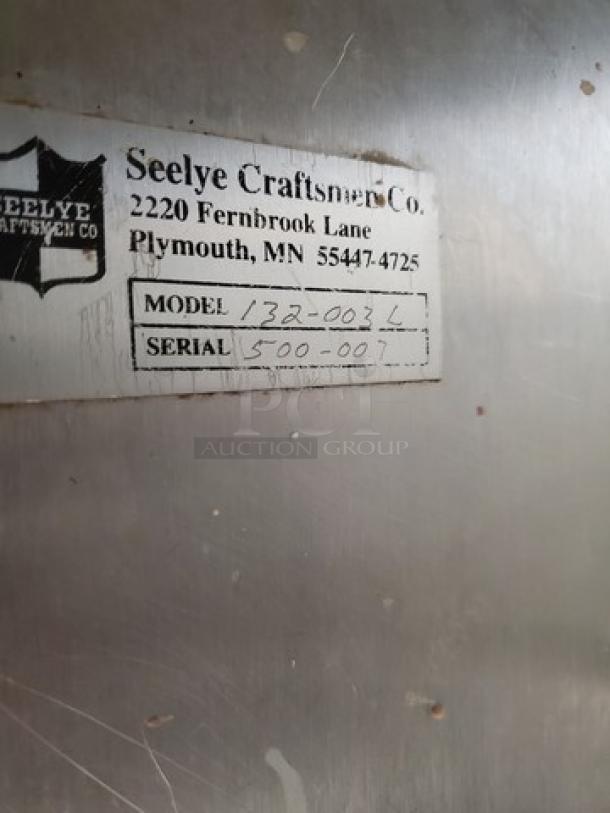 SEELYE
CRAFTSMEN CO
Seelye Craftsmen Co.
2220 Fernbrook Lane
Plymouth, MN 55447-4725
MODEL 132-003 L
SERIAL 500-007
PCI
AUCTION GROUP